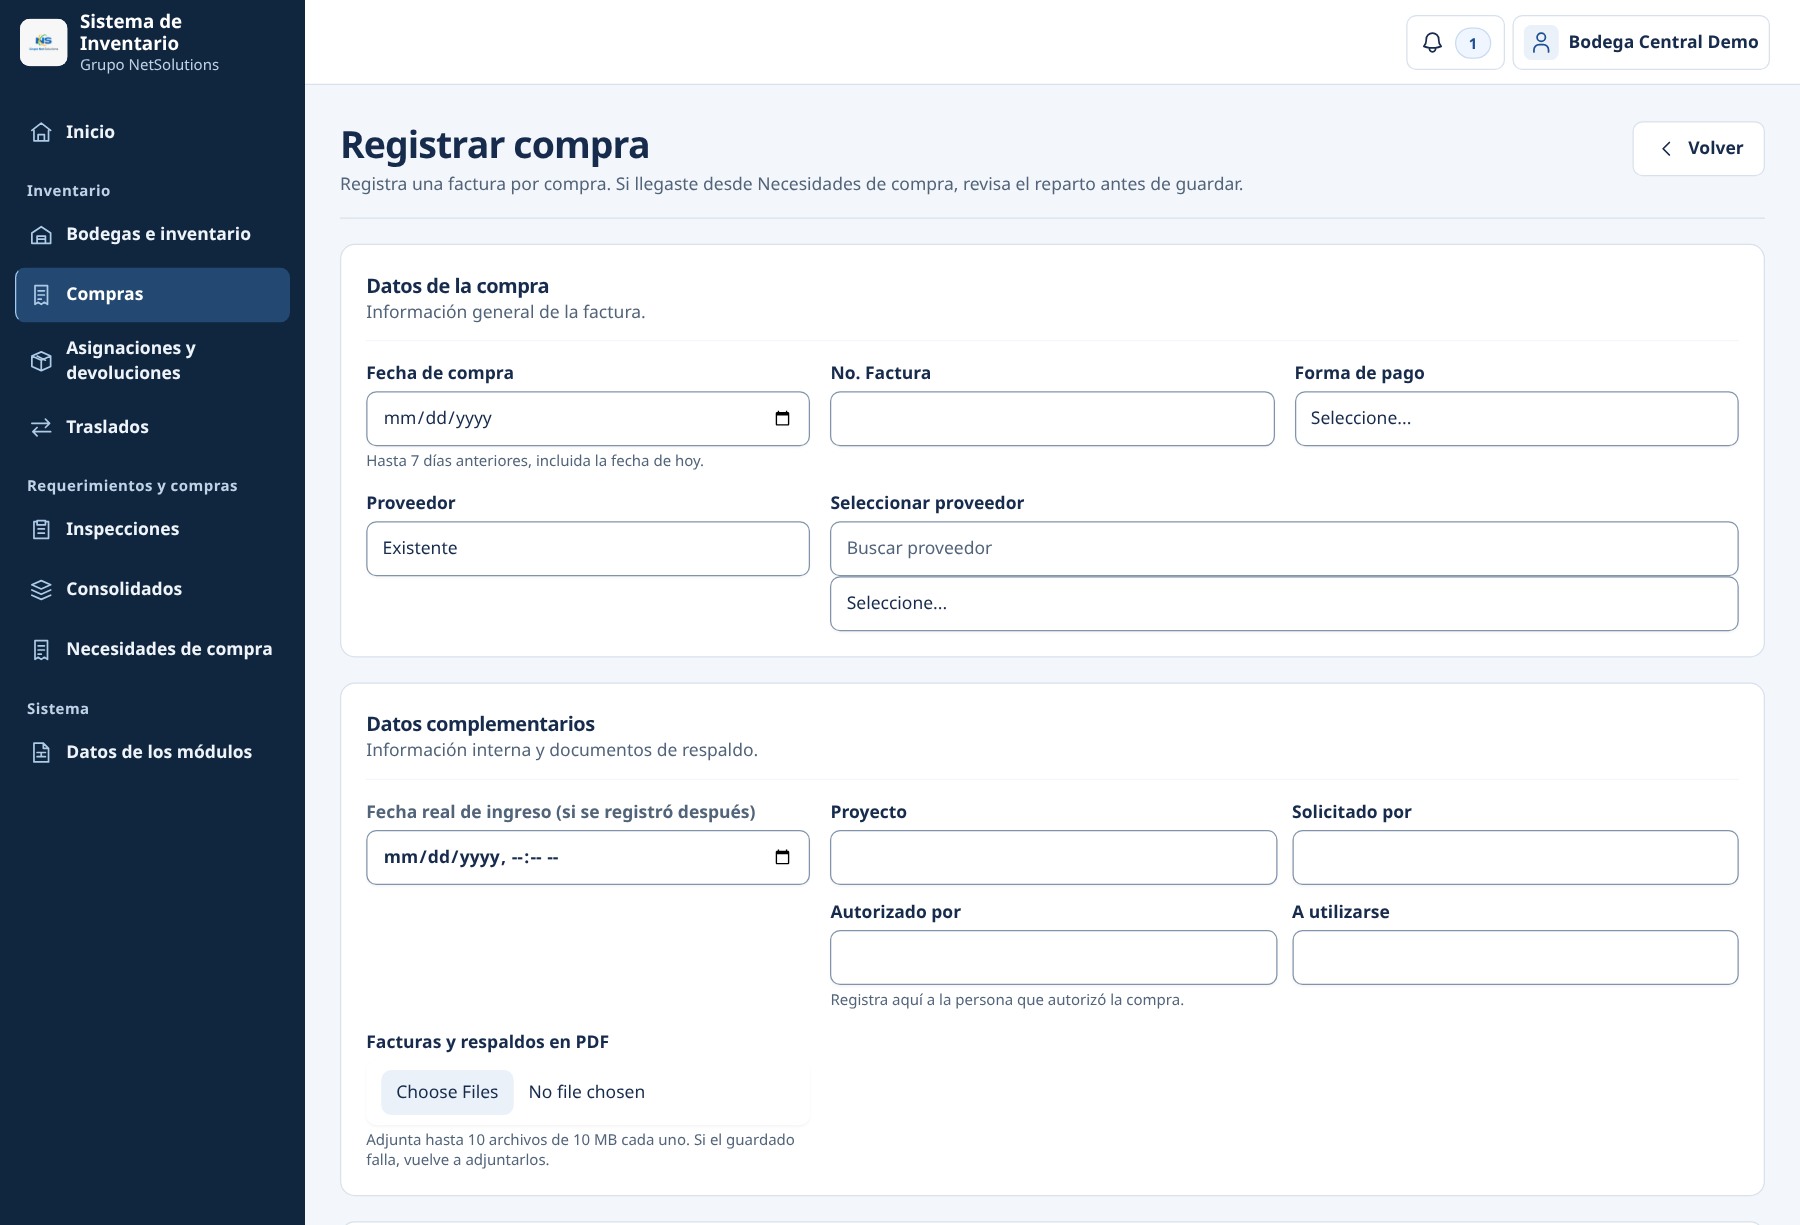 Sistema de
Inventario
Grupo NetSolutions
Inicio
Inventario
Bodegas e inventario
Compras
Asignaciones y
devoluciones
Traslados
Requerimientos y compras
Inspecciones
Consolidados
Necesidades de compra
Sistema
Datos de los módulos
1
Bodega Central Demo
Registrar compra
Volver
Registra una factura por compra. Si llegaste desde Necesidades de compra, revisa el reparto antes de guardar.
Datos de la compra
Información general de la factura.
Fecha de compra
No. Factura
Forma de pago
mm/dd/yyyy
Seleccione...
Hasta 7 días anteriores, incluida la fecha de hoy.
Proveedor
Seleccionar proveedor
Existente
Buscar proveedor
Seleccione...
Datos complementarios
Información interna y documentos de respaldo.
Fecha real de ingreso (si se registró después)
Proyecto
Solicitado por
mm/dd/yyyy, --:-- --
Autorizado por
A utilizarse
Registra aquí a la persona que autorizó la compra.
Facturas y respaldos en PDF
Choose Files No file chosen
Adjunta hasta 10 archivos de 10 MB cada uno. Si el guardado
falla, vuelve a adjuntarlos.